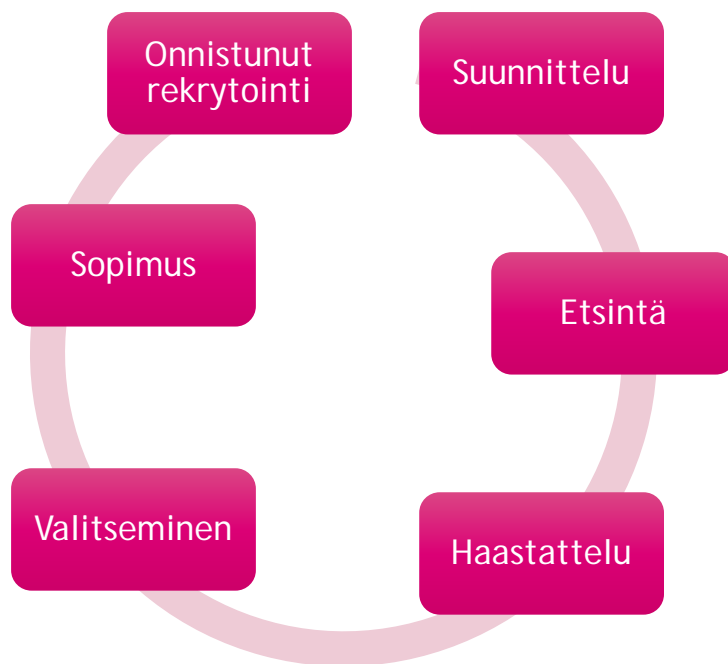 Onnistunut
rekrytointi
Suunnittelu
Sopimus
Etsintä
Valitseminen
Haastattelu